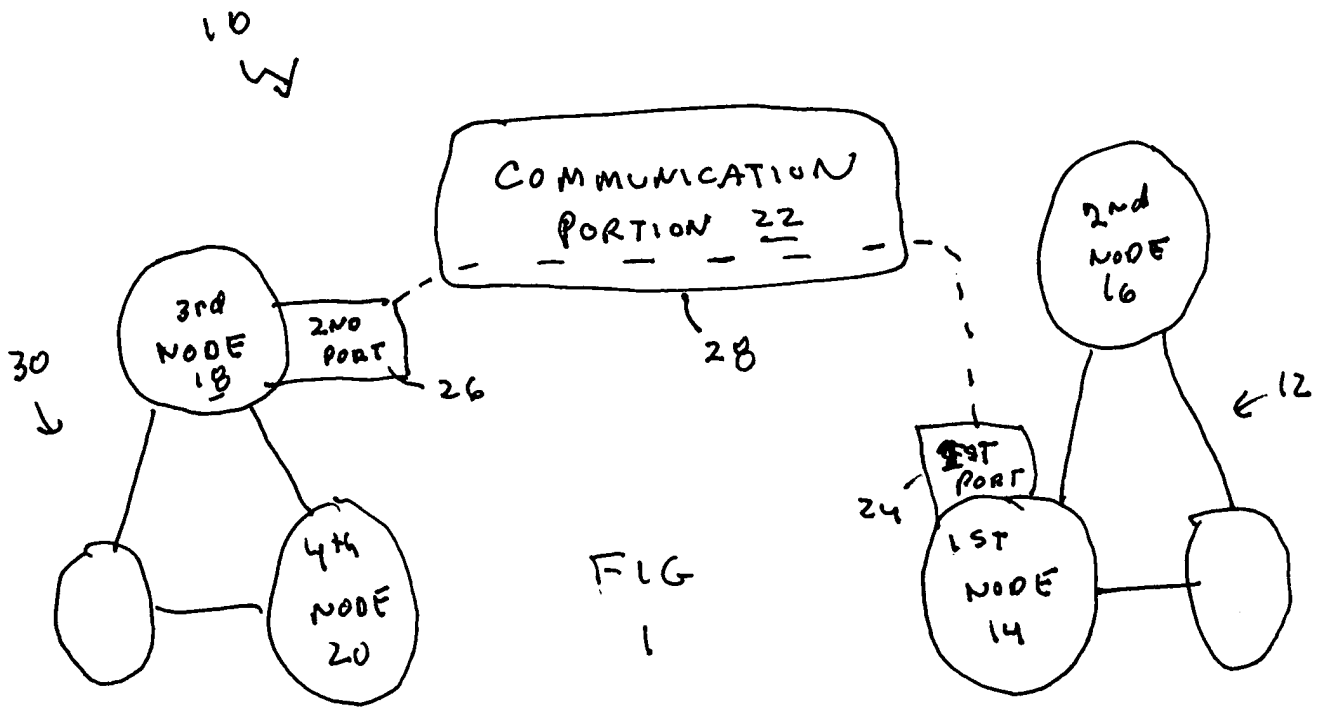 10
COMMUNICATION
PORTION 22
2nd
NODE
16
3rd
NODE
18
2ND
PORT
30
26
28
12
1ST
PORT
24
4th
NODE
20
FIG
1
1ST
NODE
14